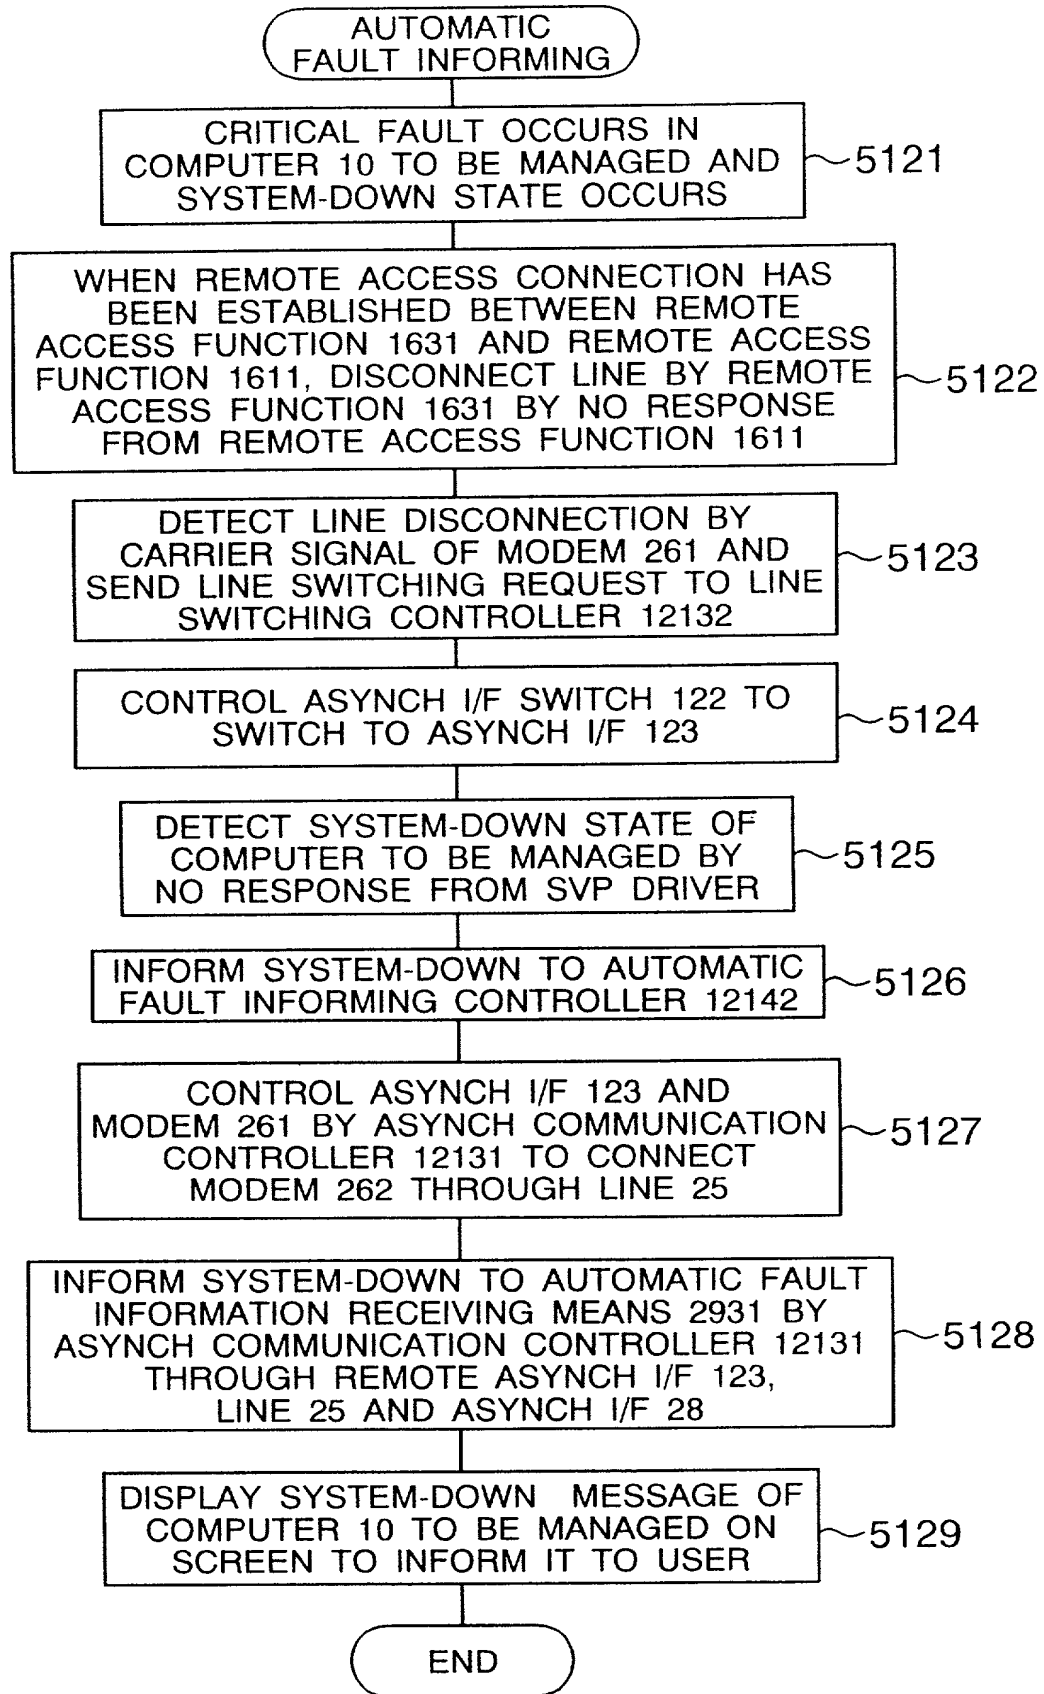 AUTOMATIC
FAULT INFORMING
CRITICAL FAULT OCCURS IN
COMPUTER 10 TO BE MANAGED AND
SYSTEM-DOWN STATE OCCURS
5121
WHEN REMOTE ACCESS CONNECTION HAS
BEEN ESTABLISHED BETWEEN REMOTE
ACCESS FUNCTION 1631 AND REMOTE ACCESS
FUNCTION 1611, DISCONNECT LINE BY REMOTE
ACCESS FUNCTION 1631 BY NO RESPONSE
FROM REMOTE ACCESS FUNCTION 1611
5122
DETECT LINE DISCONNECTION BY
CARRIER SIGNAL OF MODEM 261 AND
SEND LINE SWITCHING REQUEST TO LINE
SWITCHING CONTROLLER 12132
5123
CONTROL ASYNCH I/F SWITCH 122 TO
SWITCH TO ASYNCH I/F 123
5124
DETECT SYSTEM-DOWN STATE OF
COMPUTER TO BE MANAGED BY
NO RESPONSE FROM SVP DRIVER
5125
INFORM SYSTEM-DOWN TO AUTOMATIC
FAULT INFORMING CONTROLLER 12142
5126
CONTROL ASYNCH I/F 123 AND
MODEM 261 BY ASYNCH COMMUNICATION
CONTROLLER 12131 TO CONNECT
MODEM 262 THROUGH LINE 25
5127
INFORM SYSTEM-DOWN TO AUTOMATIC FAULT
INFORMATION RECEIVING MEANS 2931 BY
ASYNCH COMMUNICATION CONTROLLER 12131
THROUGH REMOTE ASYNCH I/F 123,
LINE 25 AND ASYNCH I/F 28
5128
DISPLAY SYSTEM-DOWN MESSAGE OF
COMPUTER 10 TO BE MANAGED ON
SCREEN TO INFORM IT TO USER
5129
END